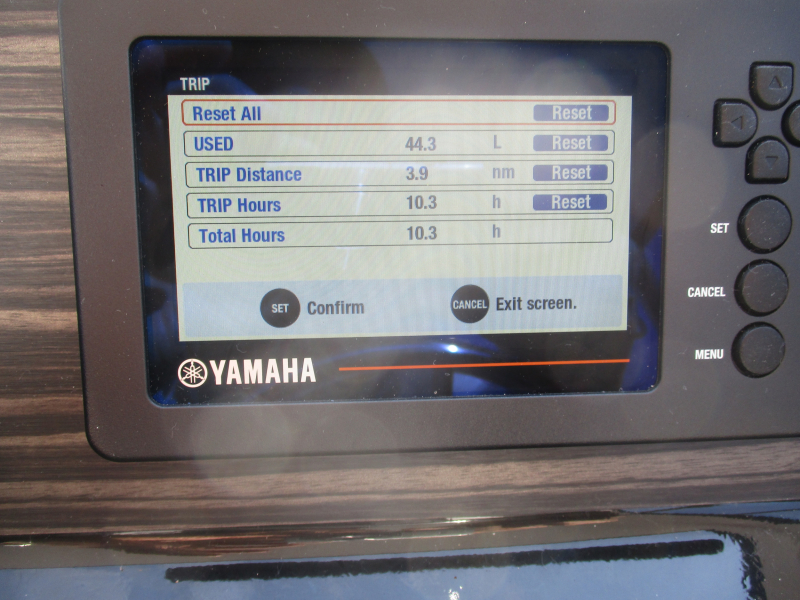 TRIP
Reset All Reset
USED 44.3 L Reset
TRIP Distance 3.9 nm Reset
TRIP Hours 10.3 h Reset
Total Hours 10.3 h
SET Confirm CANCEL Exit screen.
YAMAHA
SET
CANCEL
MENU